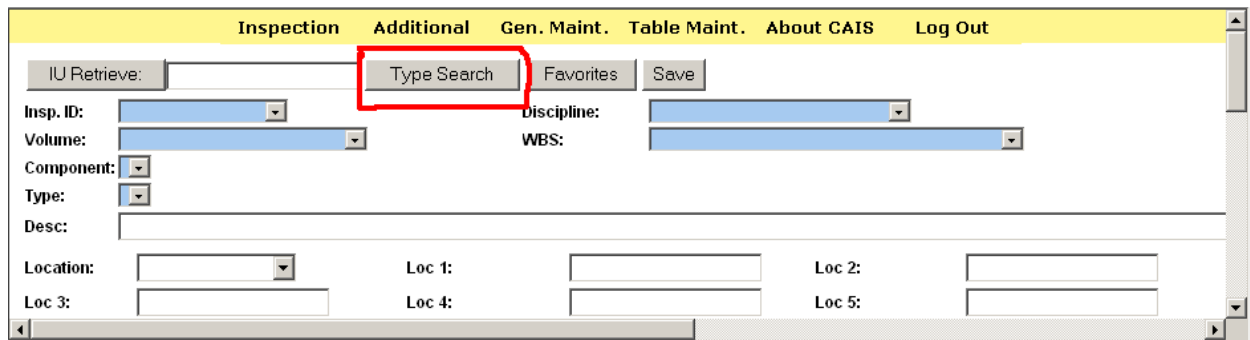 Inspection Additional Gen. Maint. Table Maint. About CAIS Log Out
IU Retrieve: Type Search Favorites Save
Insp. ID: Discipline:
Volume: WBS:
Component:
Type:
Desc:
Location: Loc 1: Loc 2:
Loc 3: Loc 4: Loc 5: